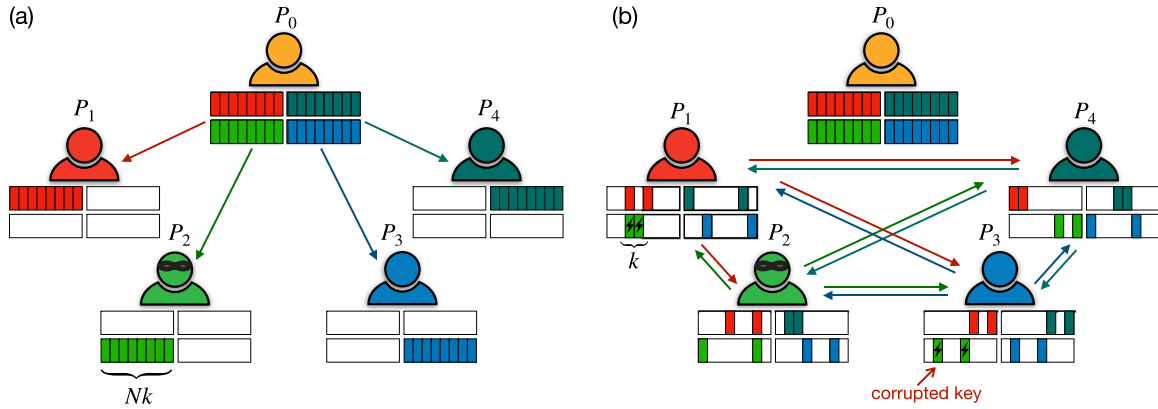 (a)
P₀
P₁
P₄
P₂
P₃
Nk
(b)
P₀
P₁
P₄
k
P₂
P₃
corrupted key